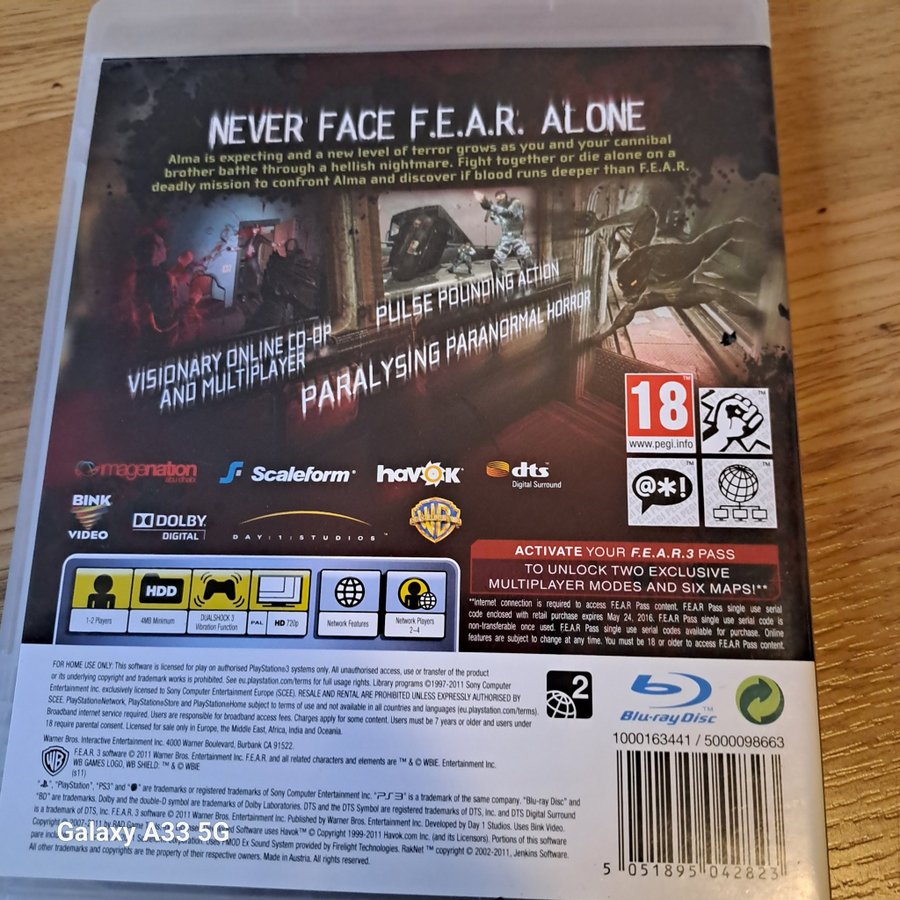 NEVER FACE F.E.A.R. ALONE
Alma is expecting and a new level of terror grows as you and your cannibal
brother battle through a hellish nightmare. Fight together or die alone on a
deadly mission to confront Alma and discover if blood runs deeper than F.E.A.R.
PULSE POUNDING ACTION
VISIONARY ONLINE CO-OP
AND MULTIPLAYER
PARALYSING PARANORMAL HORROR
18
www.pegi.info
@*!
imagenation
abu dhabi
Scaleform
havok
dts
Digital Surround
BINK
VIDEO
DOLBY
DIGITAL
DAY:1:STUDIOS™
WB
ACTIVATE YOUR F.E.A.R.3 PASS
TO UNLOCK TWO EXCLUSIVE
MULTIPLAYER MODES AND SIX MAPS!**
**Internet connection is required to access F.E.A.R Pass content. F.E.A.R Pass single use serial
code enclosed with retail purchase expires May 24, 2016. F.E.A.R Pass single use serial code is
non-transferable once used. F.E.A.R Pass single use serial codes available for purchase. Online
features are subject to change at any time. You must be 18 or older to access F.E.A.R Pass content.
1-2 Players
HDD
4MB Minimum
DUALSHOCK 3
Vibration Function
PAL
HD 720p
Network Features
Network Players
2-4
FOR HOME USE ONLY: This software is licensed for play on authorised PlayStation®3 systems only. All unauthorised access, use or transfer of the product
or its underlying copyright and trademark works is prohibited. See eu.playstation.com/terms for full usage rights. Library programs ©1997-2011 Sony Computer
Entertainment Inc. exclusively licensed to Sony Computer Entertainment Europe (SCEE). RESALE AND RENTAL ARE PROHIBITED UNLESS EXPRESSLY AUTHORISED BY
SCEE. PlayStation®Network, PlayStation®Store and PlayStation®Home subject to terms of use and not available in all countries and languages (eu.playstation.com/terms).
Broadband internet service required. Users are responsible for broadband access fees. Charges apply for some content. Users must be 7 years or older and users under
18 require parental consent. Licensed for sale only in Europe, the Middle East, Africa, India and Oceania.
2
Blu-ray Disc™
1000163441 / 5000098663
Warner Bros. Interactive Entertainment Inc. 4000 Warner Boulevard, Burbank CA 91522.
F.E.A.R. 3 software © 2011 Warner Bros. Entertainment Inc. F.E.A.R. and all related characters and elements are ™ & © WBIE. Entertainment Inc.
WB GAMES LOGO, WB SHIELD: ™ & © WBIE
(s11)
"PlayStation", "PS3" and are trademarks or registered trademarks of Sony Computer Entertainment Inc. "PS3" is a trademark of the same company. "Blu-ray Disc" and
"BD" are trademarks. Dolby and the double-D symbol are trademarks of Dolby Laboratories. DTS and the DTS Symbol are registered trademarks of DTS, Inc. and DTS Digital Surround
is a trademark of DTS, Inc. F.E.A.R. 3 software © 2011 Warner Bros. Entertainment Inc. Published by Warner Bros. Entertainment Inc. Developed by Day 1 Studios. Uses Bink Video.
2007-2011 by RAD Game Software uses Havok™ © Copyright 1999-2011 Havok.com, Inc. (and its Licensors). Portions of this software
FMOD Ex Sound System provided by Firelight Technologies. RakNet ™ copyright © 2002-2011, Jenkins Software.
All other trademarks and copyrights are the property of their respective owners. Made in Austria. All rights reserved.
Galaxy A33 5G
5 051895 042823